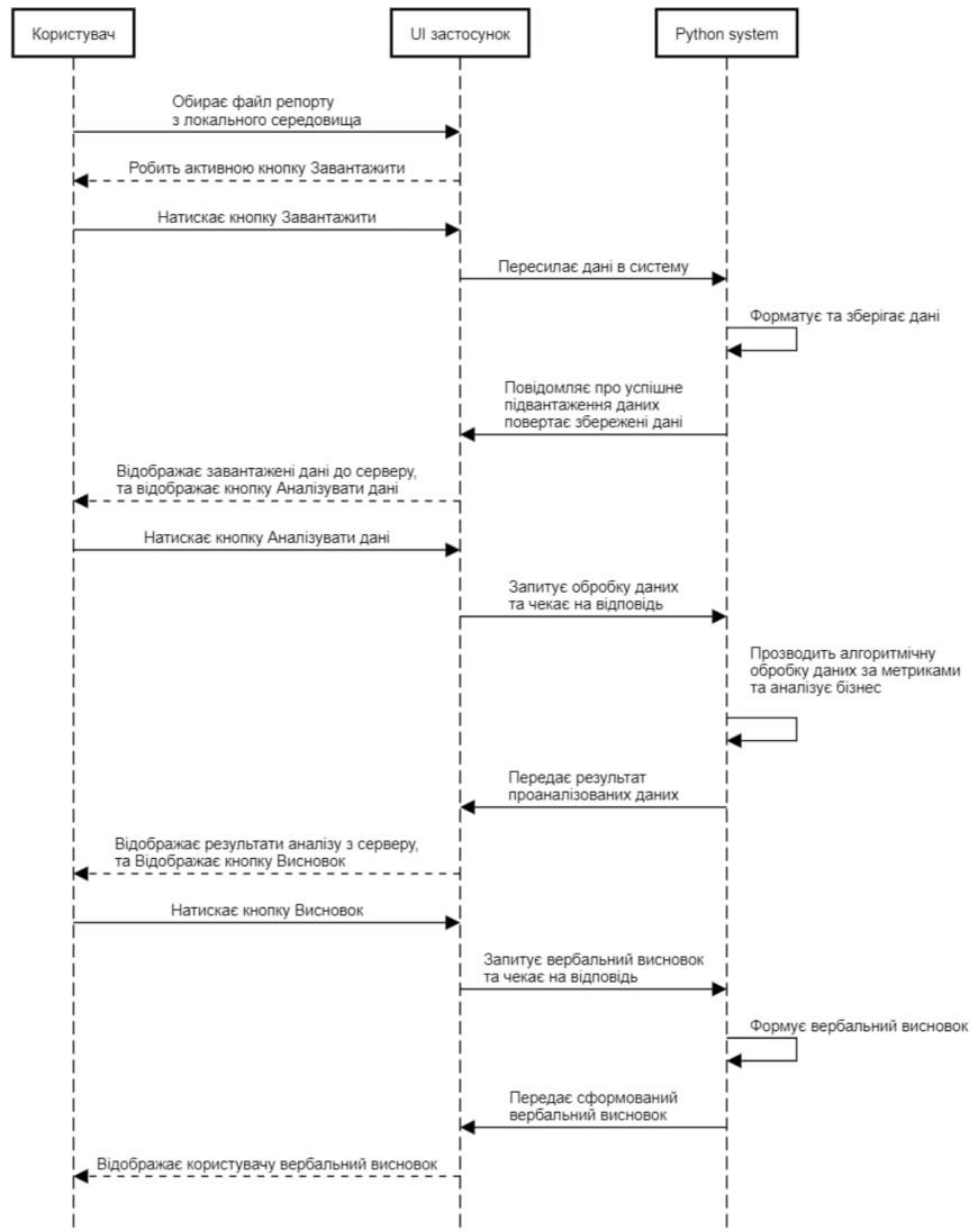 Користувач
UI застосунок
Python system
Обирає файл репорту
з локального середовища
Робить активною кнопку Завантажити
Натискає кнопку Завантажити
Пересилає дані в систему
Форматує та зберігає дані
Повідомляє про успішне
підвантаження даних
повертає збережені дані
Відображає завантажені дані до серверу,
та відображає кнопку Аналізувати дані
Натискає кнопку Аналізувати дані
Запитує обробку даних
та чекає на відповідь
Прзводить алгоритмічну
обробку даних за метриками
та аналізує бізнес
Передає результат
проаналізованих даних
Відображає результати аналізу з серверу,
та Відображає кнопку Висновок
Натискає кнопку Висновок
Запитує вербальний висновок
та чекає на відповідь
Формує вербальний висновок
Передає сформований
вербальний висновок
Відображає користувачу вербальний висновок